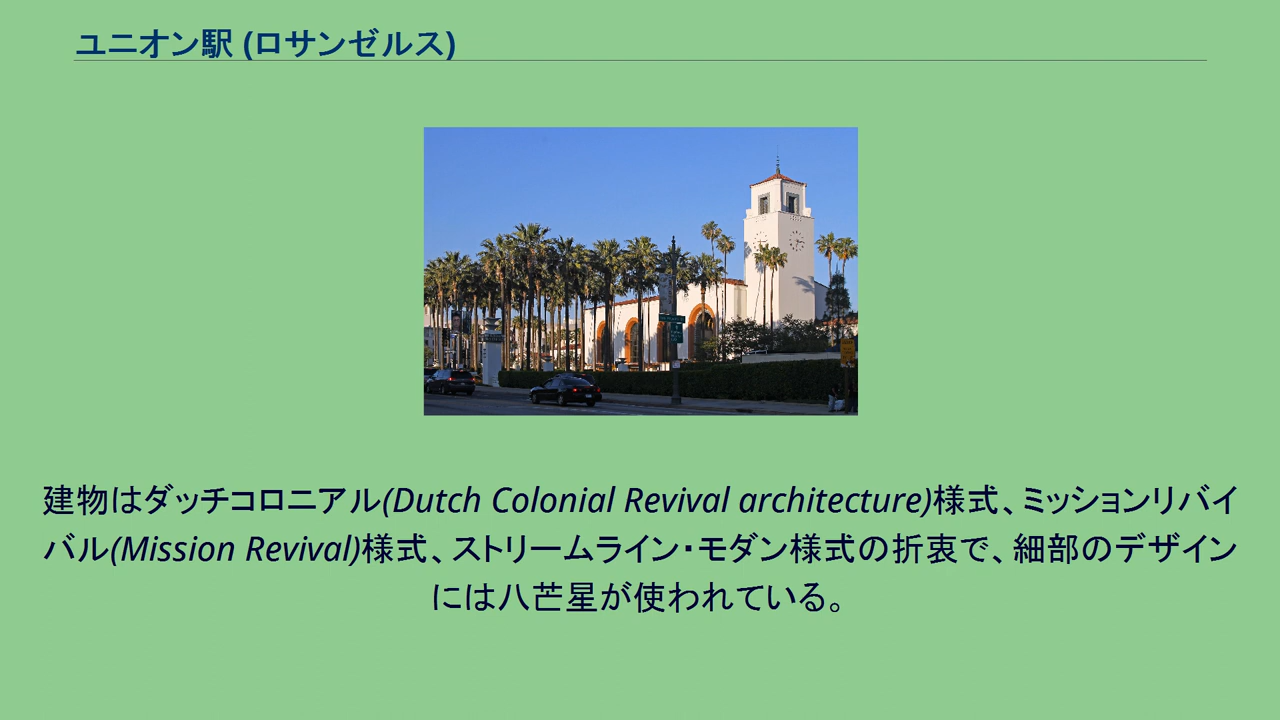 ユニオン駅 (ロサンゼルス)
建物はダッチコロニアル(Dutch Colonial Revival architecture)様式、ミッションリバイ
バル(Mission Revival)様式、ストリームライン・モダン様式の折衷で、細部のデザイン
には八芒星が使われている。